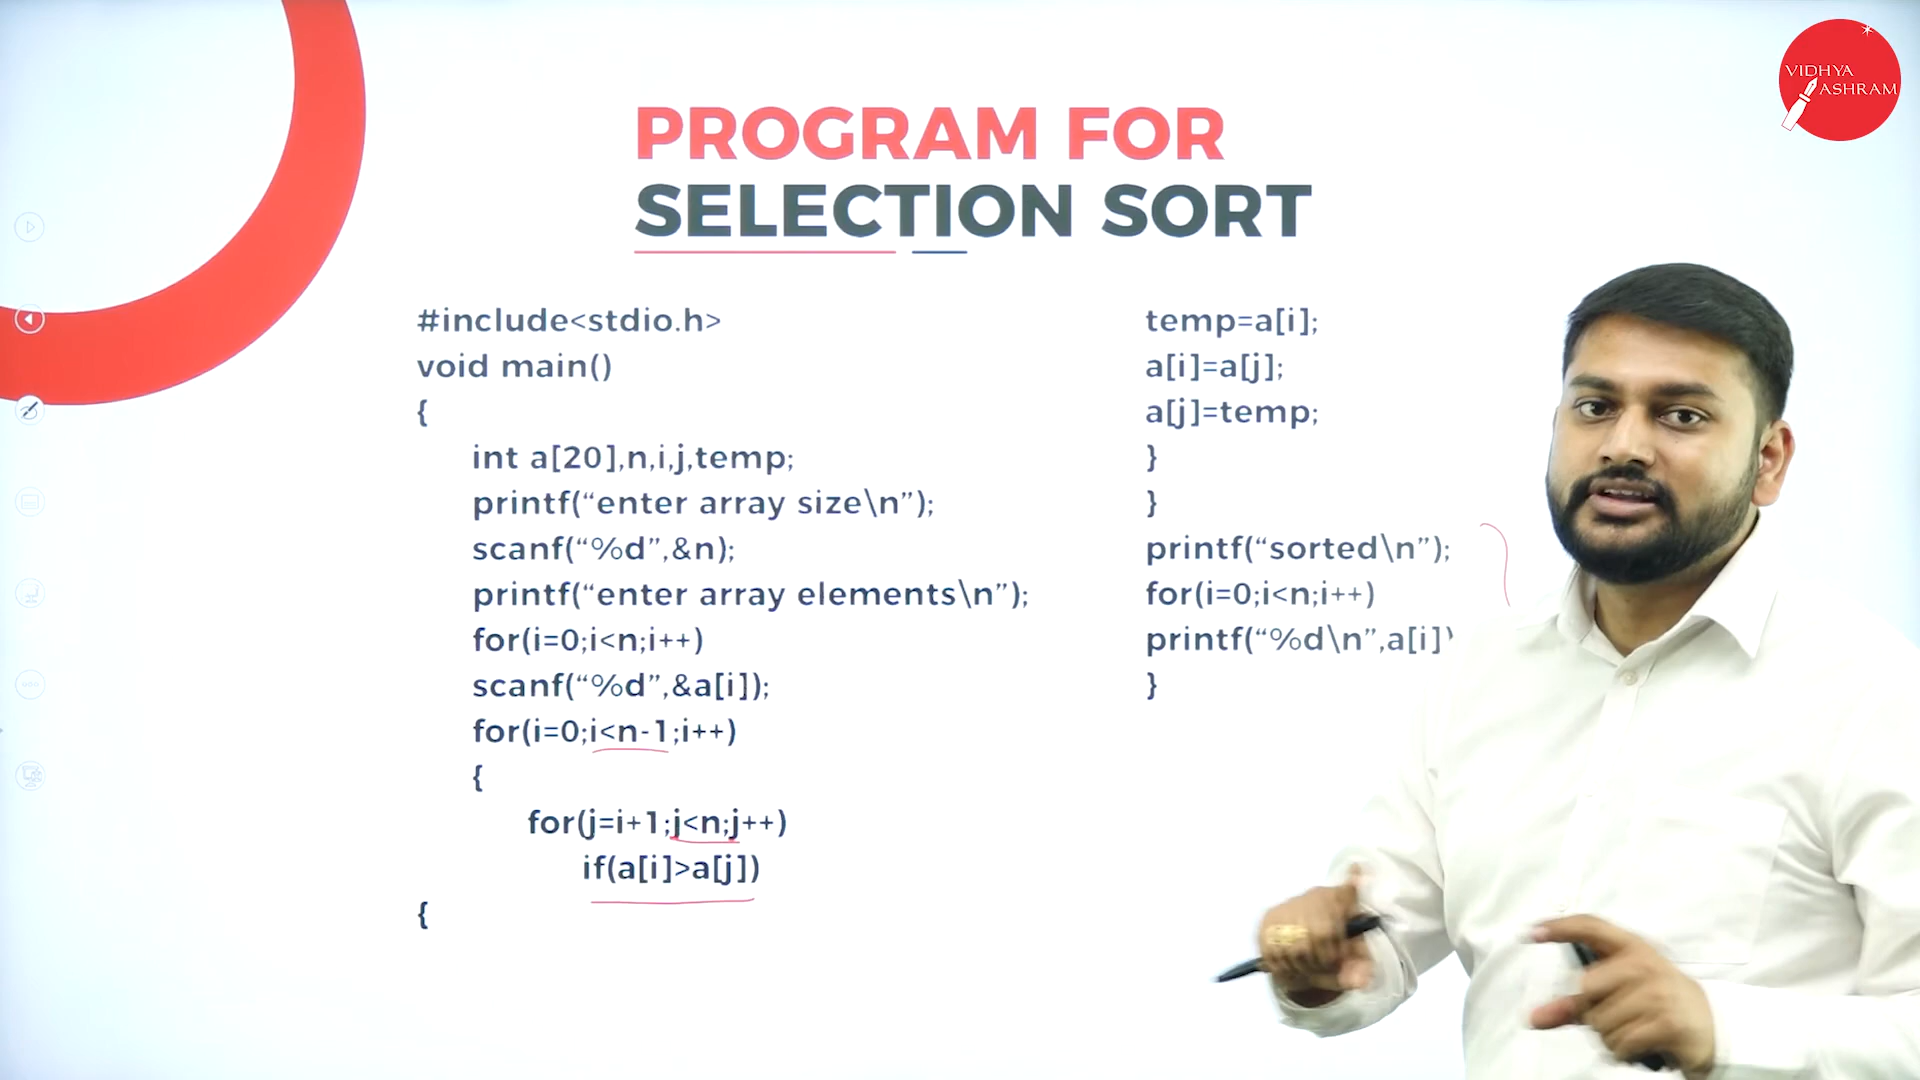 VIDHYA
ASHRAM
PROGRAM FOR
SELECTION SORT
#include<stdio.h>
void main()
{
int a[20],n,i,j,temp;
printf(“enter array size\n”);
scanf(“%d”,&n);
printf(“enter array elements\n”);
for(i=0;i<n;i++)
scanf(“%d”,&a[i]);
for(i=0;i<n-1;i++)
{
for(j=i+1;j<n;j++)
if(a[i]>a[j])
{
temp=a[i];
a[i]=a[j];
a[j]=temp;
}
}
printf(“sorted\n”);
for(i=0;i<n;i++)
printf(“%d\n”,a[i]
}